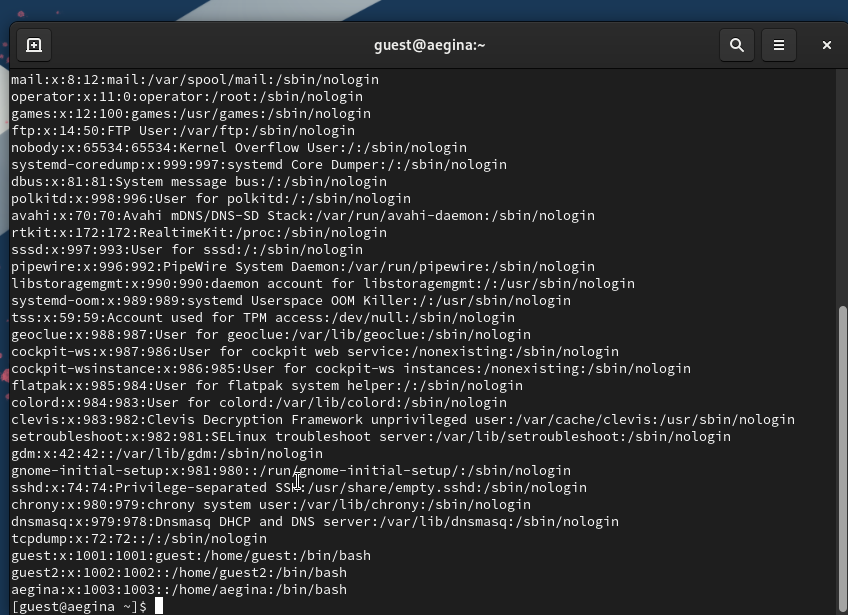 guest@aegina:~
mail:x:8:12:mail:/var/spool/mail:/sbin/nologin
operator:x:11:0:operator:/root:/sbin/nologin
games:x:12:100:games:/usr/games:/sbin/nologin
ftp:x:14:50:FTP User:/var/ftp:/sbin/nologin
nobody:x:65534:65534:Kernel Overflow User:/:/sbin/nologin
systemd-coredump:x:999:997:systemd Core Dumper:/:/sbin/nologin
dbus:x:81:81:System message bus:/:/sbin/nologin
polkitd:x:998:996:User for polkitd:/:/sbin/nologin
avahi:x:70:70:Avahi mDNS/DNS-SD Stack:/var/run/avahi-daemon:/sbin/nologin
rtkit:x:172:172:RealtimeKit:/proc:/sbin/nologin
sssd:x:997:993:User for sssd:/:/sbin/nologin
pipewire:x:996:992:PipeWire System Daemon:/var/run/pipewire:/sbin/nologin
libstoragemgmt:x:990:990:daemon account for libstoragemgmt:/:/usr/sbin/nologin
systemd-oom:x:989:989:systemd Userspace OOM Killer:/:/usr/sbin/nologin
tss:x:59:59:Account used for TPM access:/dev/null:/sbin/nologin
geoclue:x:988:987:User for geoclue:/var/lib/geoclue:/sbin/nologin
cockpit-ws:x:987:986:User for cockpit web service:/nonexisting:/sbin/nologin
cockpit-wsinstance:x:986:985:User for cockpit-ws instances:/nonexisting:/sbin/nologin
flatpak:x:985:984:User for flatpak system helper:/:/sbin/nologin
colord:x:984:983:User for colord:/var/lib/colord:/sbin/nologin
clevis:x:983:982:Clevis Decryption Framework unprivileged user:/var/cache/clevis:/usr/sbin/nologin
setroubleshoot:x:982:981:SELinux troubleshoot server:/var/lib/setroubleshoot:/sbin/nologin
gdm:x:42:42::/var/lib/gdm:/sbin/nologin
gnome-initial-setup:x:981:980::/run/gnome-initial-setup/:/sbin/nologin
sshd:x:74:74:Privilege-separated SSH:/usr/share/empty.sshd:/sbin/nologin
chrony:x:980:979:chrony system user:/var/lib/chrony:/sbin/nologin
dnsmasq:x:979:978:Dnsmasq DHCP and DNS server:/var/lib/dnsmasq:/sbin/nologin
tcpdump:x:72:72::/:/sbin/nologin
guest:x:1001:1001:guest:/home/guest:/bin/bash
guest2:x:1002:1002::/home/guest2:/bin/bash
aegina:x:1003:1003::/home/aegina:/bin/bash
[guest@aegina ~]$